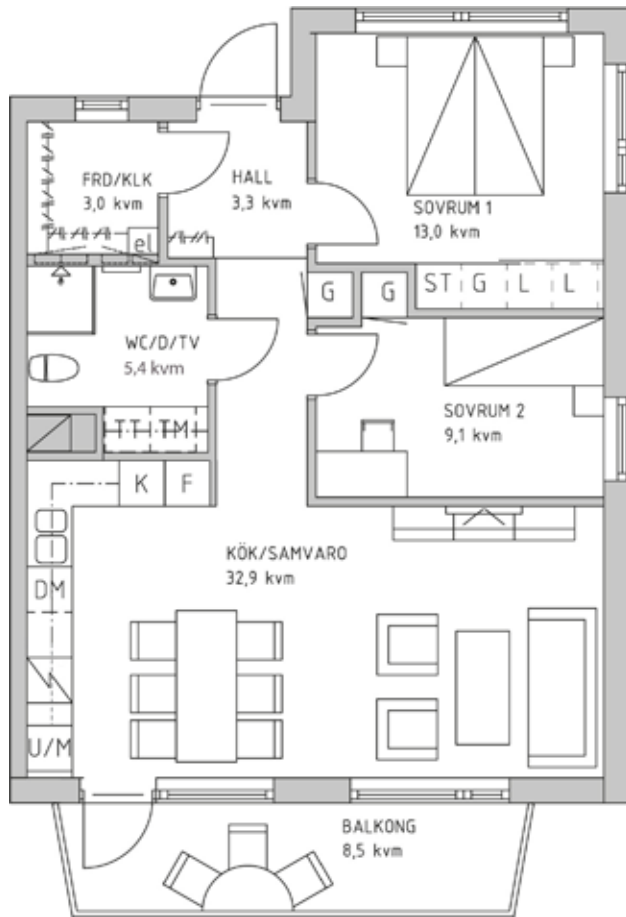 FRD/KLK
3,0 kvm
HALL
3,3 kvm
SOVRUM 1
13,0 kvm
el
G
G
ST G L L
WC/D/TV
5,4 kvm
SOVRUM 2
9,1 kvm
TT TM
K F
KÖK/SAMVARO
32,9 kvm
DM
U/M
BALKONG
8,5 kvm